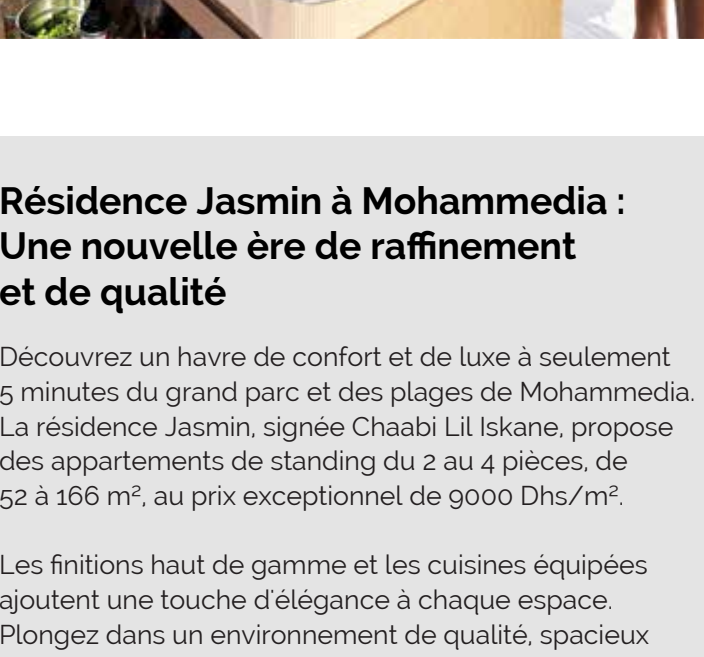 Résidence Jasmin à Mohammedia :
Une nouvelle ère de raffinement
et de qualité
Découvrez un havre de confort et de luxe à seulement
5 minutes du grand parc et des plages de Mohammedia.
La résidence Jasmin, signée Chaabi Lil Iskane, propose
des appartements de standing du 2 au 4 pièces, de
52 à 166 m², au prix exceptionnel de 9000 Dhs/m².
Les finitions haut de gamme et les cuisines équipées
ajoutent une touche d'élégance à chaque espace.
Plongez dans un environnement de qualité, spacieux